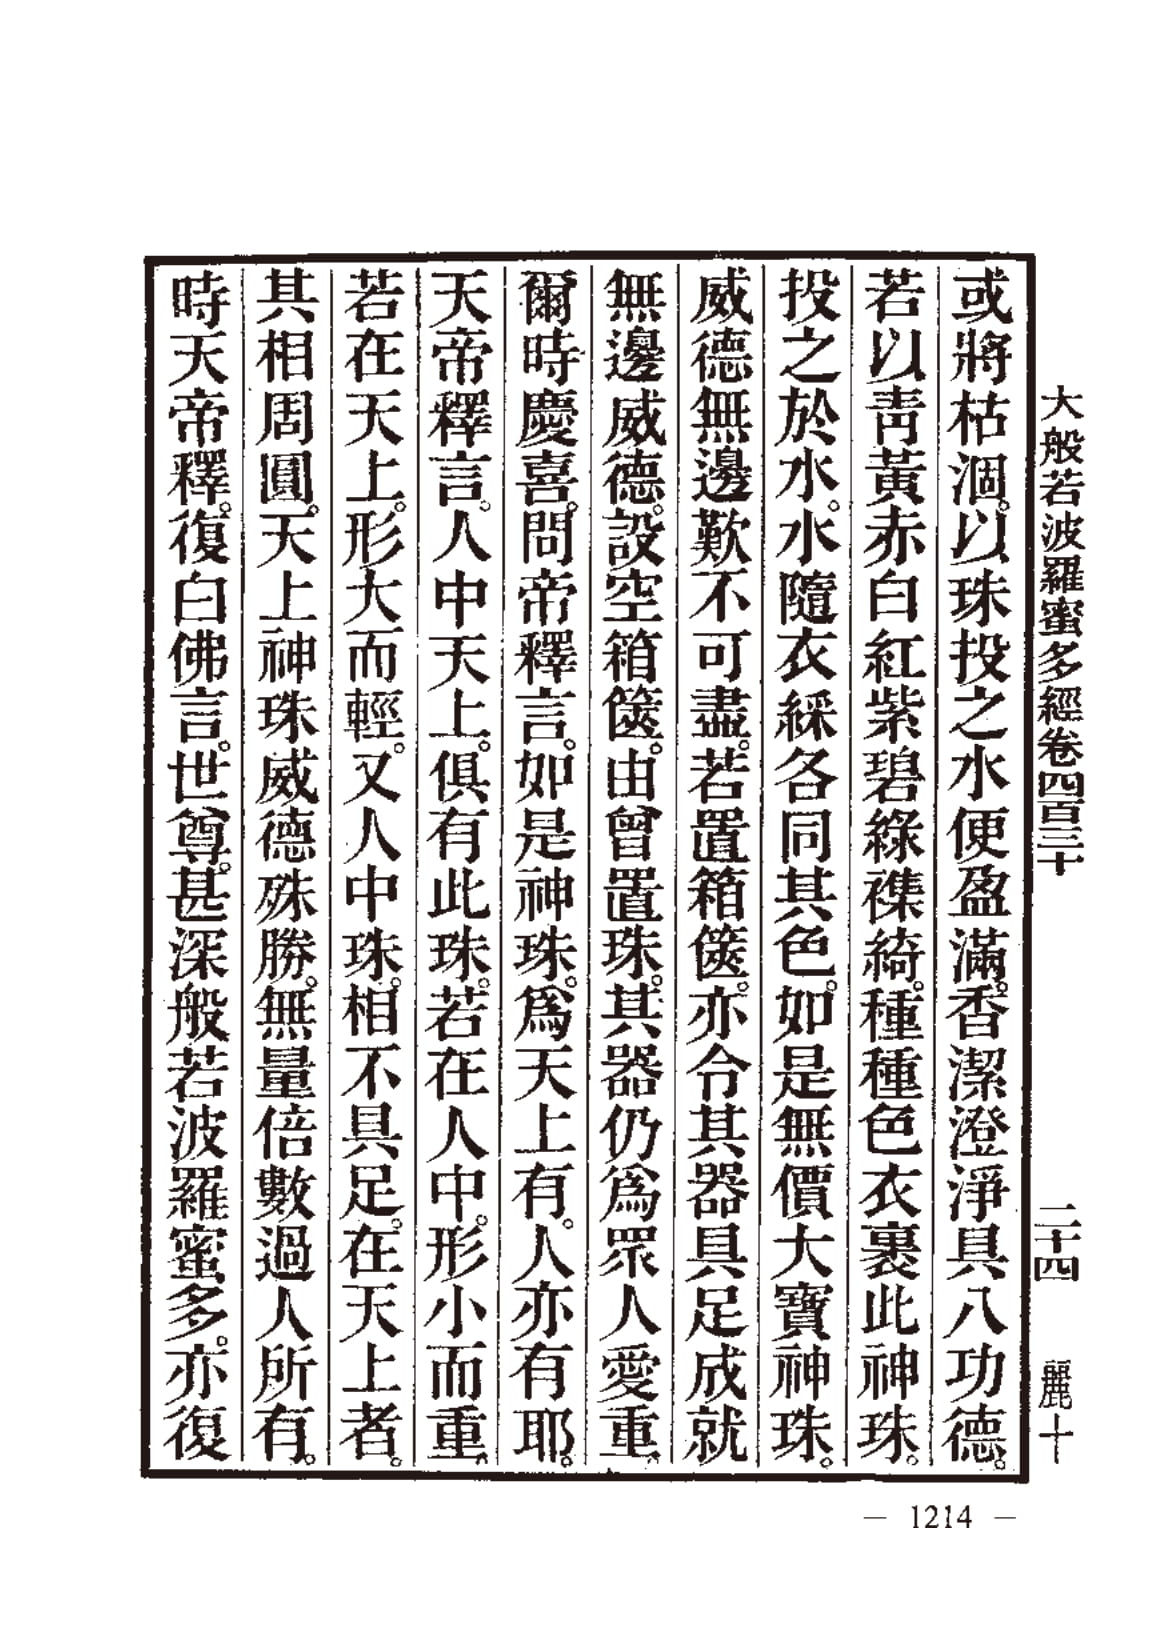 大般若波羅蜜多經卷四百三十　二十四　麗十
或將枯涸。以珠投之水便盈滿。香潔澄淨具八功德。
若以靑黃赤白紅紫碧綠襍綺。種種色衣裹此神珠。
投之於水。水隨衣綵各同其色。如是無價大寶神珠。
威德無邊歎不可盡。若置箱篋。亦令其器具足成就
無邊威德。設空箱篋。由曾置珠。其器仍爲眾人愛重。
爾時慶喜。問帝釋言。如是神珠。爲天上有。人亦有耶。
天帝釋言。人中天上。俱有此珠。若在人中。形小而重。
若在天上。形大而輕。又人中珠。相不具足。在天上者。
其相周圓。天上神珠威德殊勝。無量倍數過人所有。
時天帝釋。復白佛言。世尊。甚深般若波羅蜜多。亦復
— 1214 —